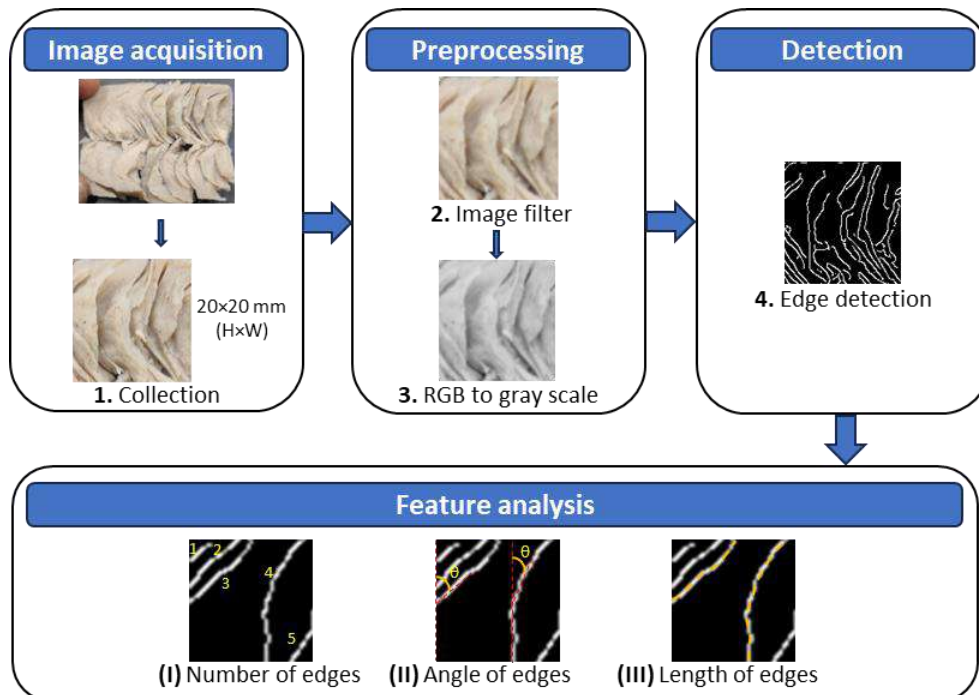 Image acquisition
20×20 mm
(H×W)
1. Collection
Preprocessing
2. Image filter
3. RGB to gray scale
Detection
4. Edge detection
Feature analysis
1
2
3
4
5
(I) Number of edges
θ
θ
(II) Angle of edges
(III) Length of edges